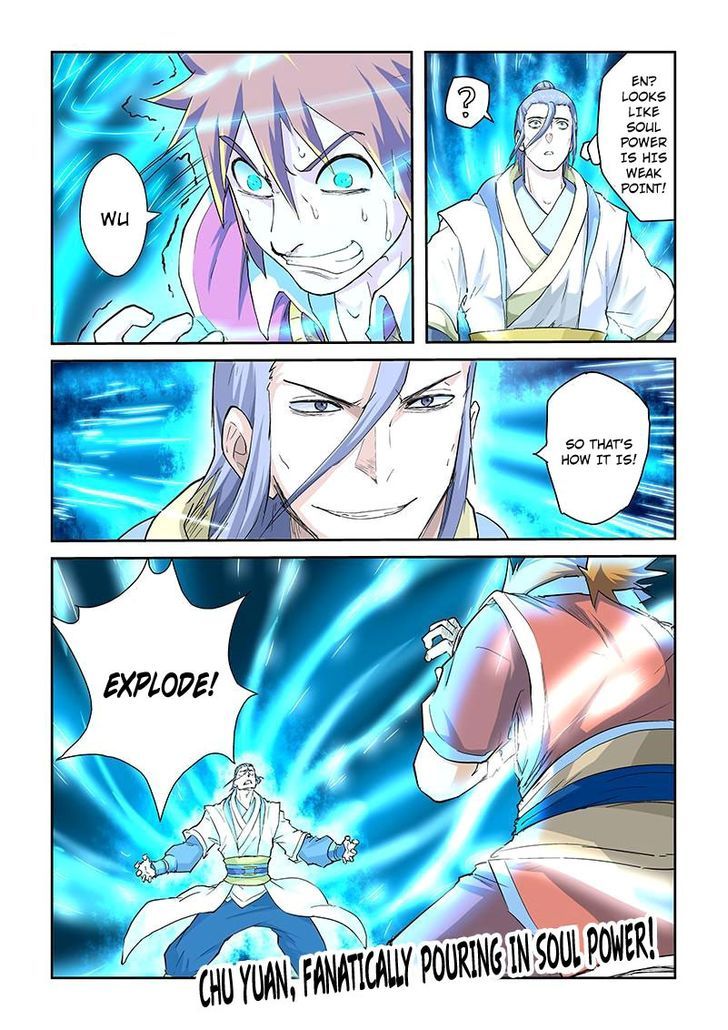 WU
?
EN?
LOOKS
LIKE
SOUL
POWER
IS HIS
WEAK
POINT!
SO THAT'S
HOW IT IS!
EXPLODE!
CHU YUAN, FANATICALLY POURING IN SOUL POWER!